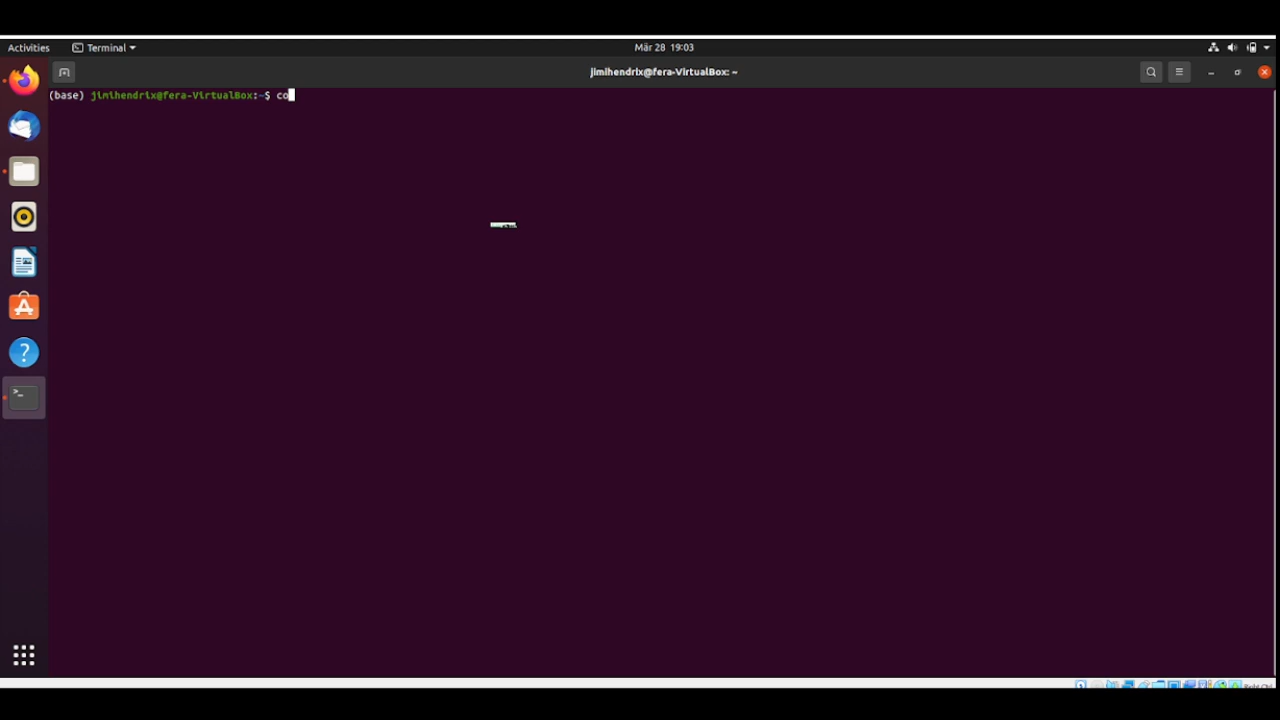 Activities
Terminal
Mär 28 19:03
jimihendrix@fera-VirtualBox: ~
(base) jimihendrix@fera-VirtualBox:~$ co